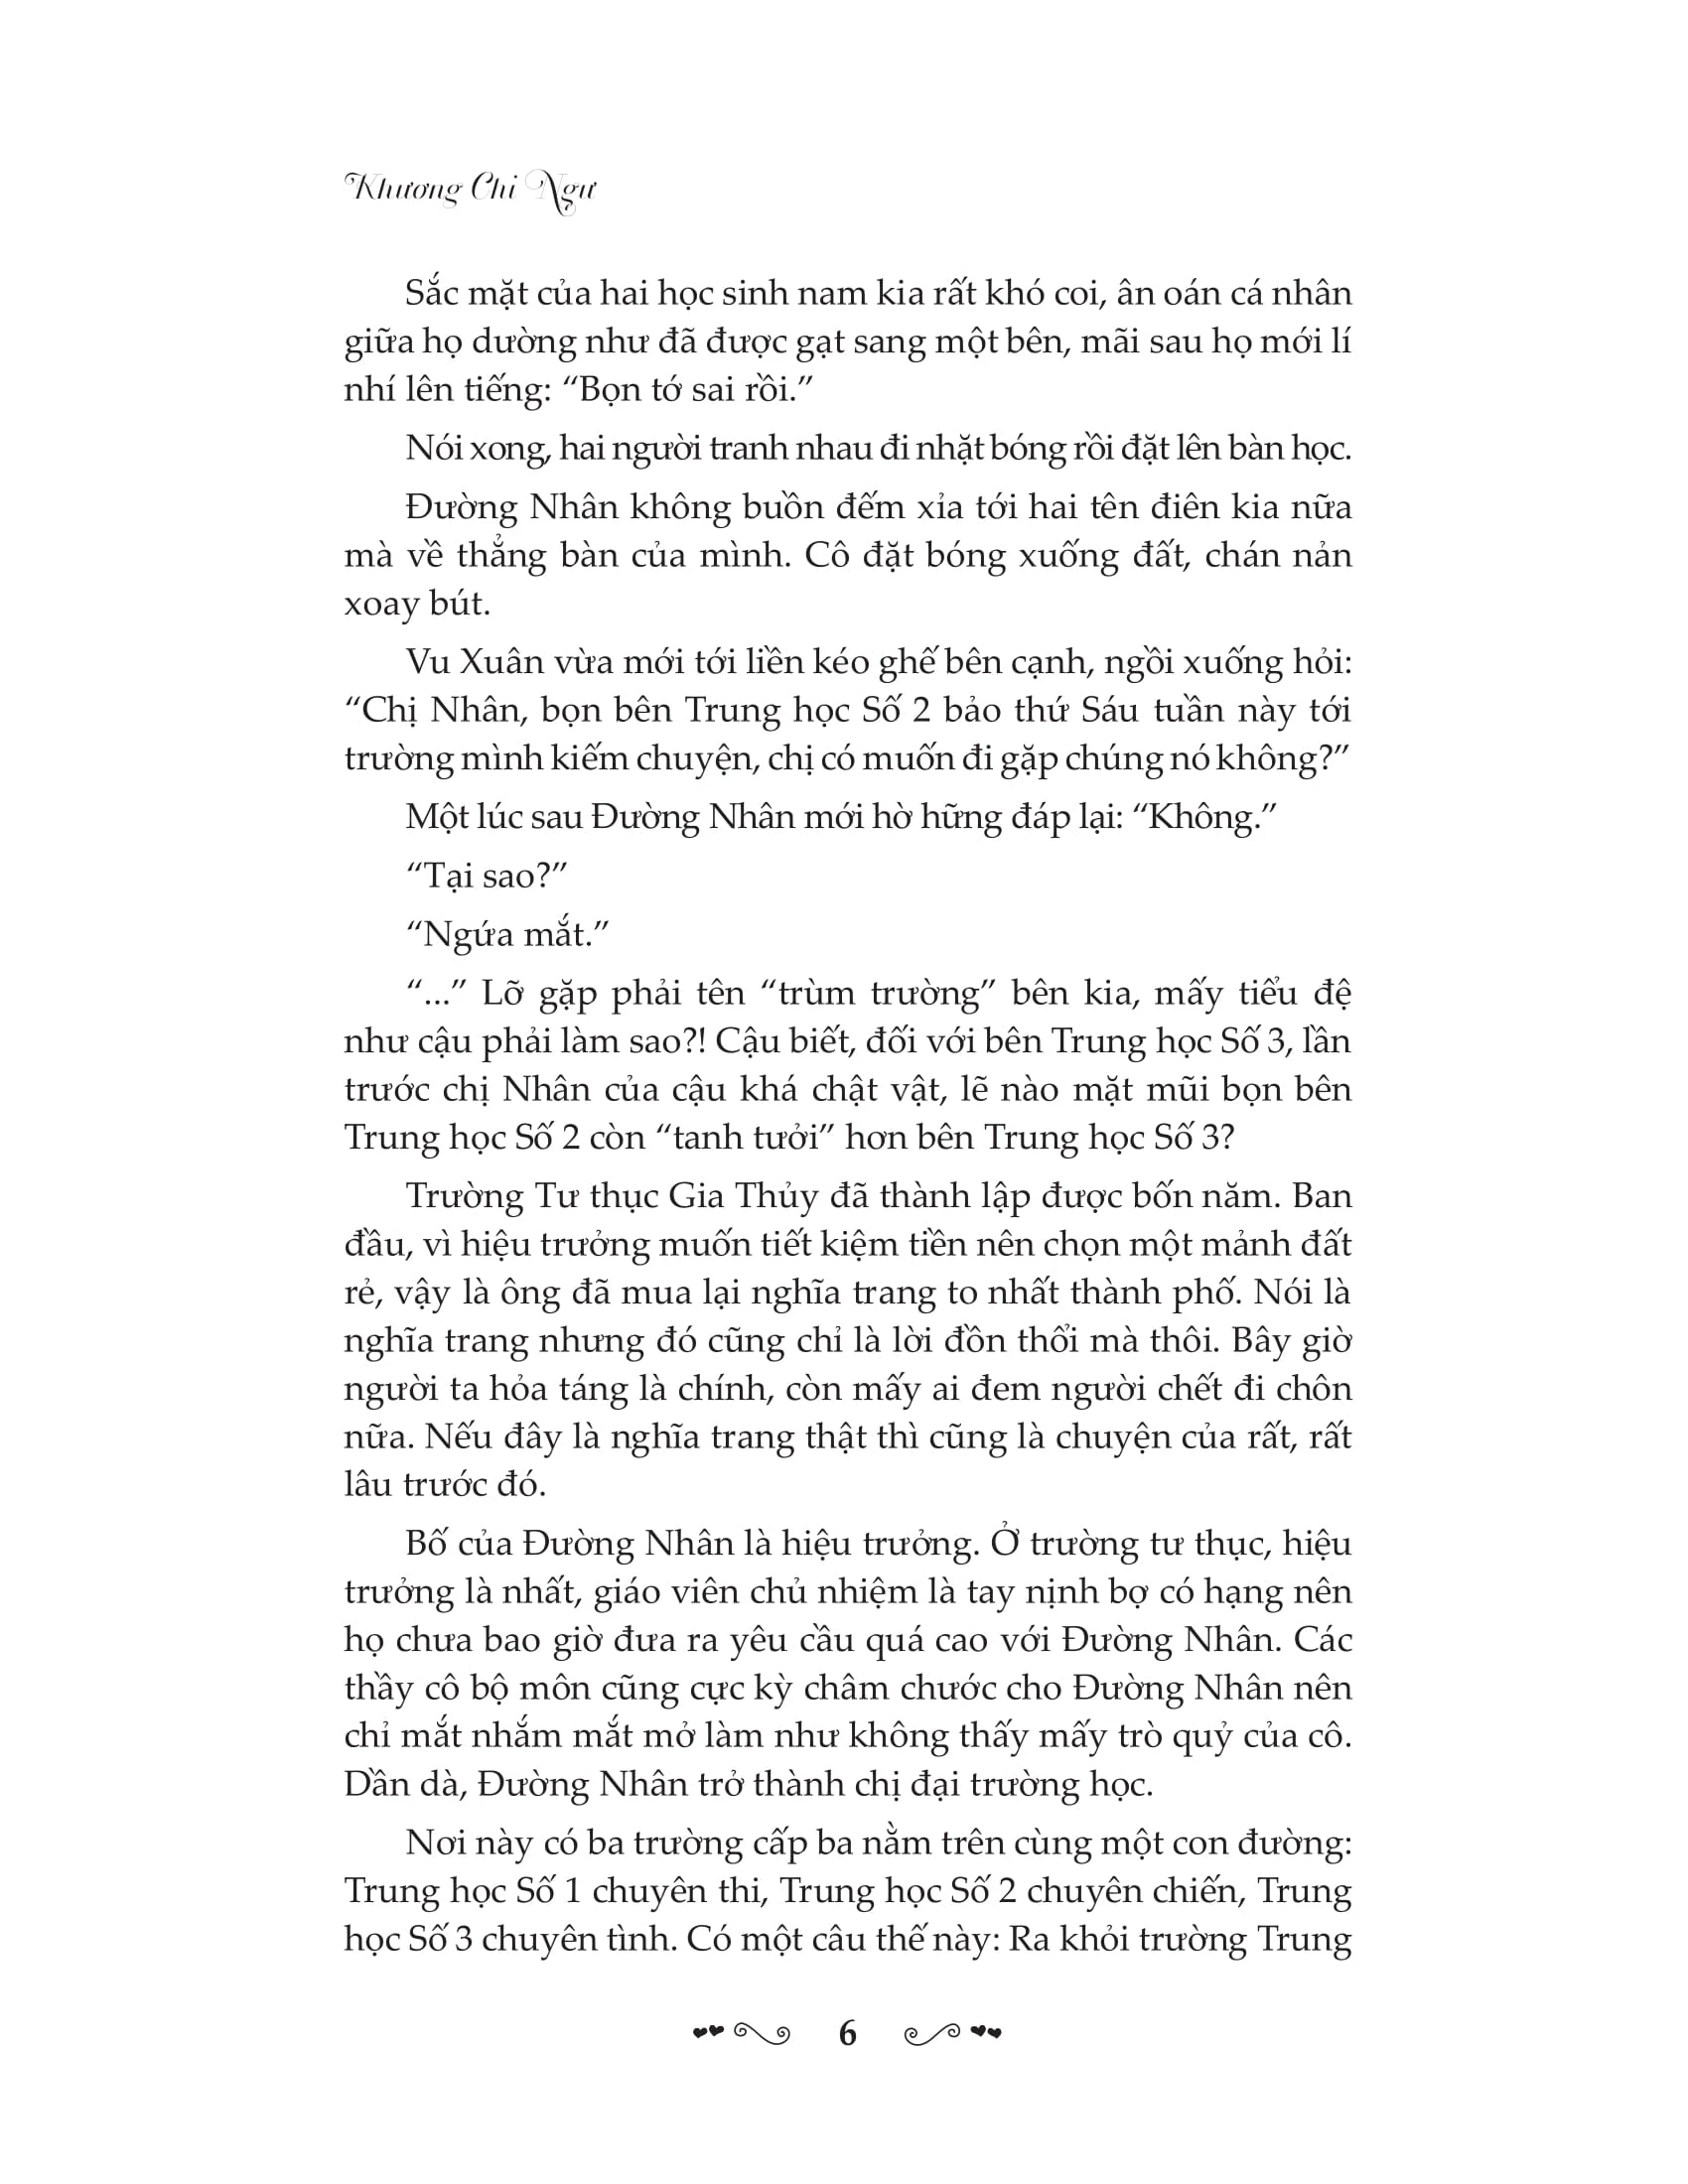 Khương Chi Ngư
Sắc mặt của hai học sinh nam kia rất khó coi, ân oán cá nhân
giữa họ dường như đã được gạt sang một bên, mãi sau họ mới lí
nhí lên tiếng: “Bọn tớ sai rồi.”
Nói xong, hai người tranh nhau đi nhặt bóng rồi đặt lên bàn học.
Đường Nhân không buồn đếm xỉa tới hai tên điên kia nữa
mà về thẳng bàn của mình. Cô đặt bóng xuống đất, chán nản
xoay bút.
Vu Xuân vừa mới tới liền kéo ghế bên cạnh, ngồi xuống hỏi:
“Chị Nhân, bọn bên Trung học Số 2 bảo thứ Sáu tuần này tới
trường mình kiếm chuyện, chị có muốn đi gặp chúng nó không?”
Một lúc sau Đường Nhân mới hờ hững đáp lại: “Không.”
“Tại sao?”
“Ngứa mắt.”
“...” Lỡ gặp phải tên “trùm trường” bên kia, mấy tiểu đệ
như cậu phải làm sao?! Cậu biết, đối với bên Trung học Số 3, lần
trước chị Nhân của cậu khá chật vật, lẽ nào mặt mũi bọn bên
Trung học Số 2 còn “tanh tưởi” hơn bên Trung học Số 3?
Trường Tư thục Gia Thủy đã thành lập được bốn năm. Ban
đầu, vì hiệu trưởng muốn tiết kiệm tiền nên chọn một mảnh đất
rẻ, vậy là ông đã mua lại nghĩa trang to nhất thành phố. Nói là
nghĩa trang nhưng đó cũng chỉ là lời đồn thổi mà thôi. Bây giờ
người ta hỏa táng là chính, còn mấy ai đem người chết đi chôn
nữa. Nếu đây là nghĩa trang thật thì cũng là chuyện của rất, rất
lâu trước đó.
Bố của Đường Nhân là hiệu trưởng. Ở trường tư thục, hiệu
trưởng là nhất, giáo viên chủ nhiệm là tay nịnh bợ có hạng nên
họ chưa bao giờ đưa ra yêu cầu quá cao với Đường Nhân. Các
thầy cô bộ môn cũng cực kỳ châm chước cho Đường Nhân nên
chỉ mắt nhắm mắt mở làm như không thấy mấy trò quỷ của cô.
Dần dà, Đường Nhân trở thành chị đại trường học.
Nơi này có ba trường cấp ba nằm trên cùng một con đường:
Trung học Số 1 chuyên thi, Trung học Số 2 chuyên chiến, Trung
học Số 3 chuyên tình. Có một câu thế này: Ra khỏi trường Trung
6